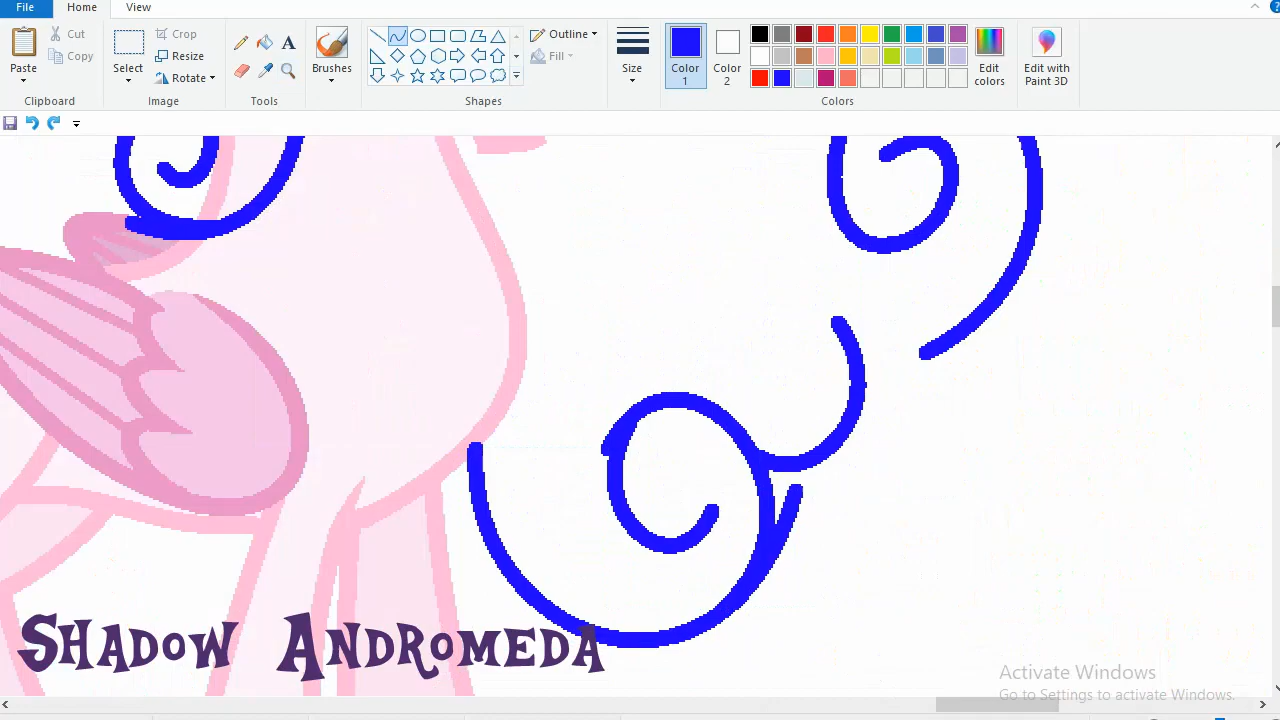 File Home View
Paste Cut Copy Clipboard
Select Crop Resize Rotate Image
A Tools
Brushes
Outline Fill Shapes
Size
Color 1 Color 2 Edit colors Colors
Edit with Paint 3D
Shadow Andromeda
Activate Windows
Go to Settings to activate Windows.